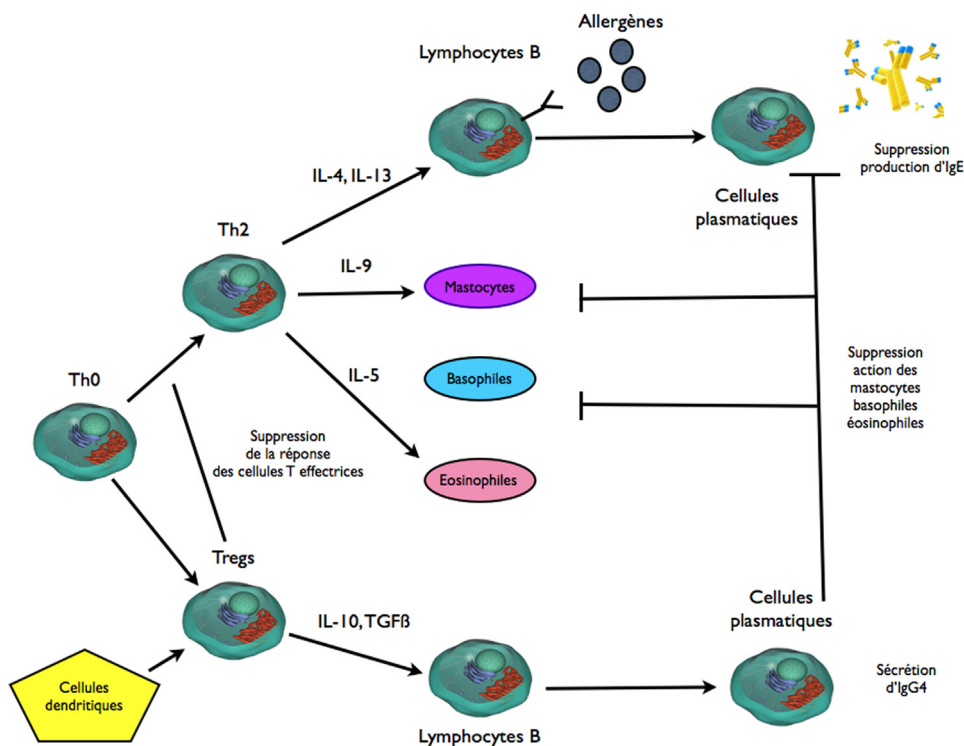 Allergènes
Lymphocytes B
Suppression
production d'IgE
IL-4, IL-13
Cellules
plasmatiques
Th2
IL-9
Mastocytes
Th0
IL-5
Basophiles
Suppression
action des
mastocytes
basophiles
éosinophiles
Suppression
de la réponse
des cellules T effectrices
Eosinophiles
Tregs
IL-10, TGFß
Cellules
plasmatiques
Cellules
dendritiques
Sécrétion
d'IgG4
Lymphocytes B